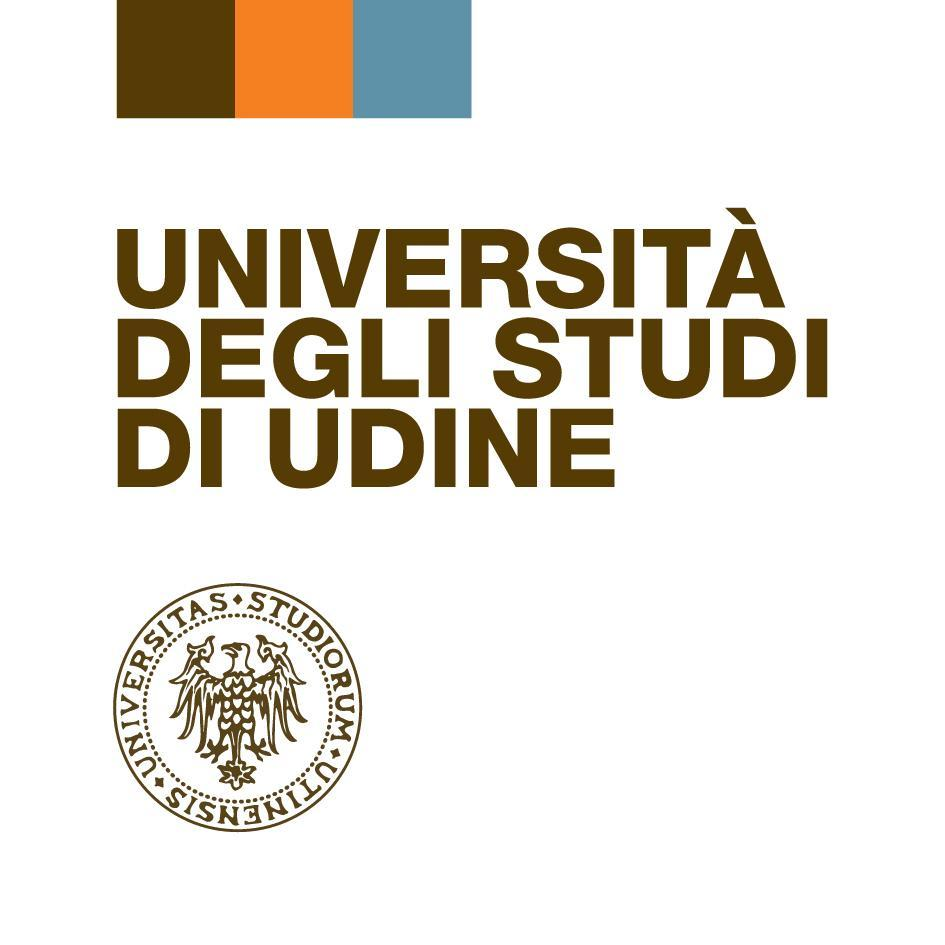 UNIVERSITÀ
DEGLI STUDI
DI UDINE
UNIVERSITAS • STUDIORUM • UTINENSIS •